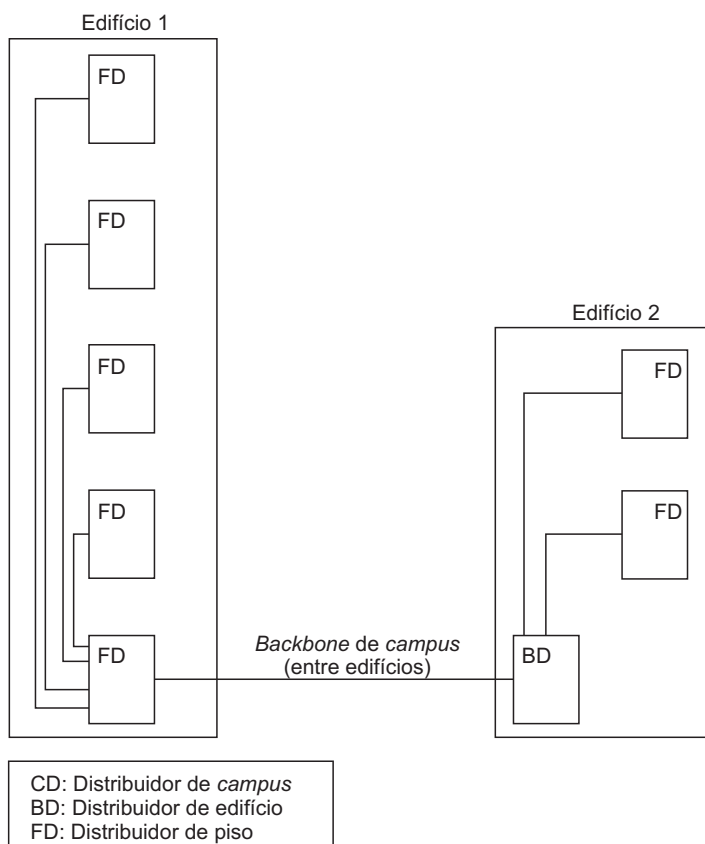 Edifício 1
FD
FD
FD
FD
FD
Backbone de campus
(entre edifícios)
Edifício 2
FD
FD
BD
CD: Distribuidor de campus
BD: Distribuidor de edifício
FD: Distribuidor de piso